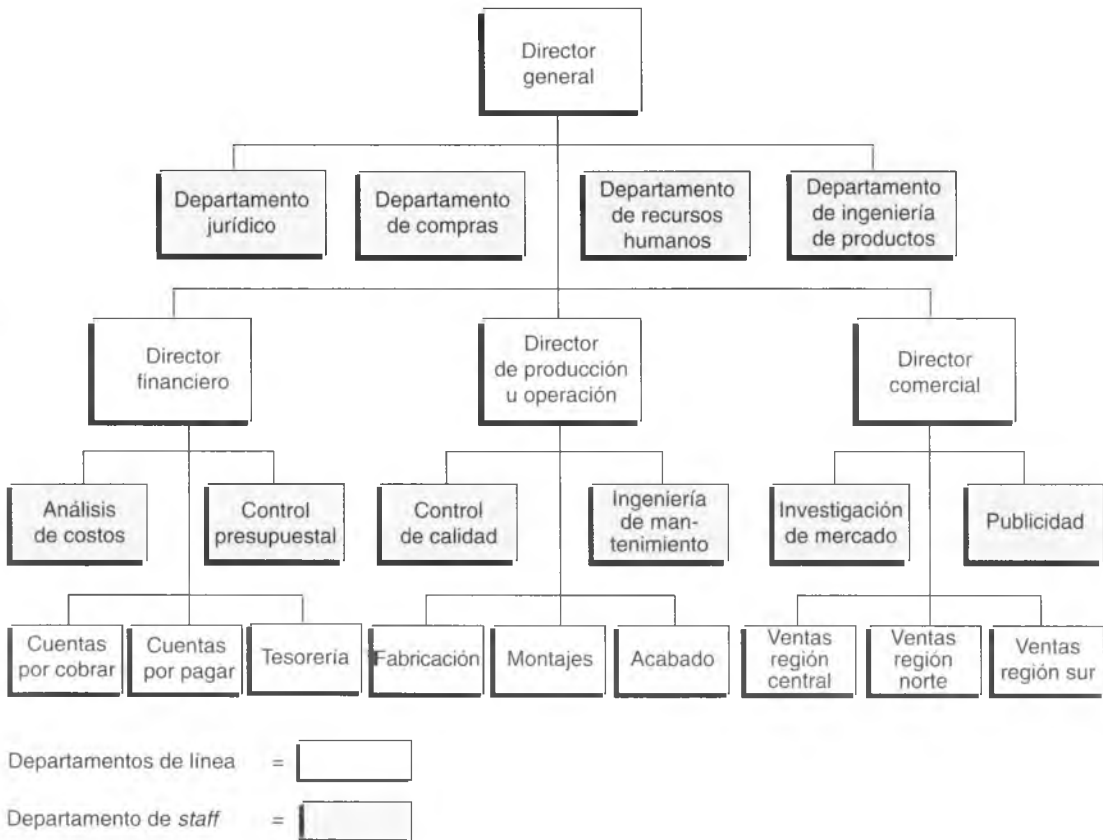 Director
general
Departamento
jurídico
Departamento
de compras
Departamento
de recursos
humanos
Departamento
de ingeniería
de productos
Director
financiero
Director
de producción
u operación
Director
comercial
Análisis
de costos
Control
presupuestal
Control
de calidad
Ingeniería
de man-
tenimiento
Investigación
de mercado
Publicidad
Cuentas
por cobrar
Cuentas
por pagar
Tesorería
Fabricación
Montajes
Acabado
Ventas
región
central
Ventas
región
norte
Ventas
región sur
Departamentos de línea =
Departamento de staff =